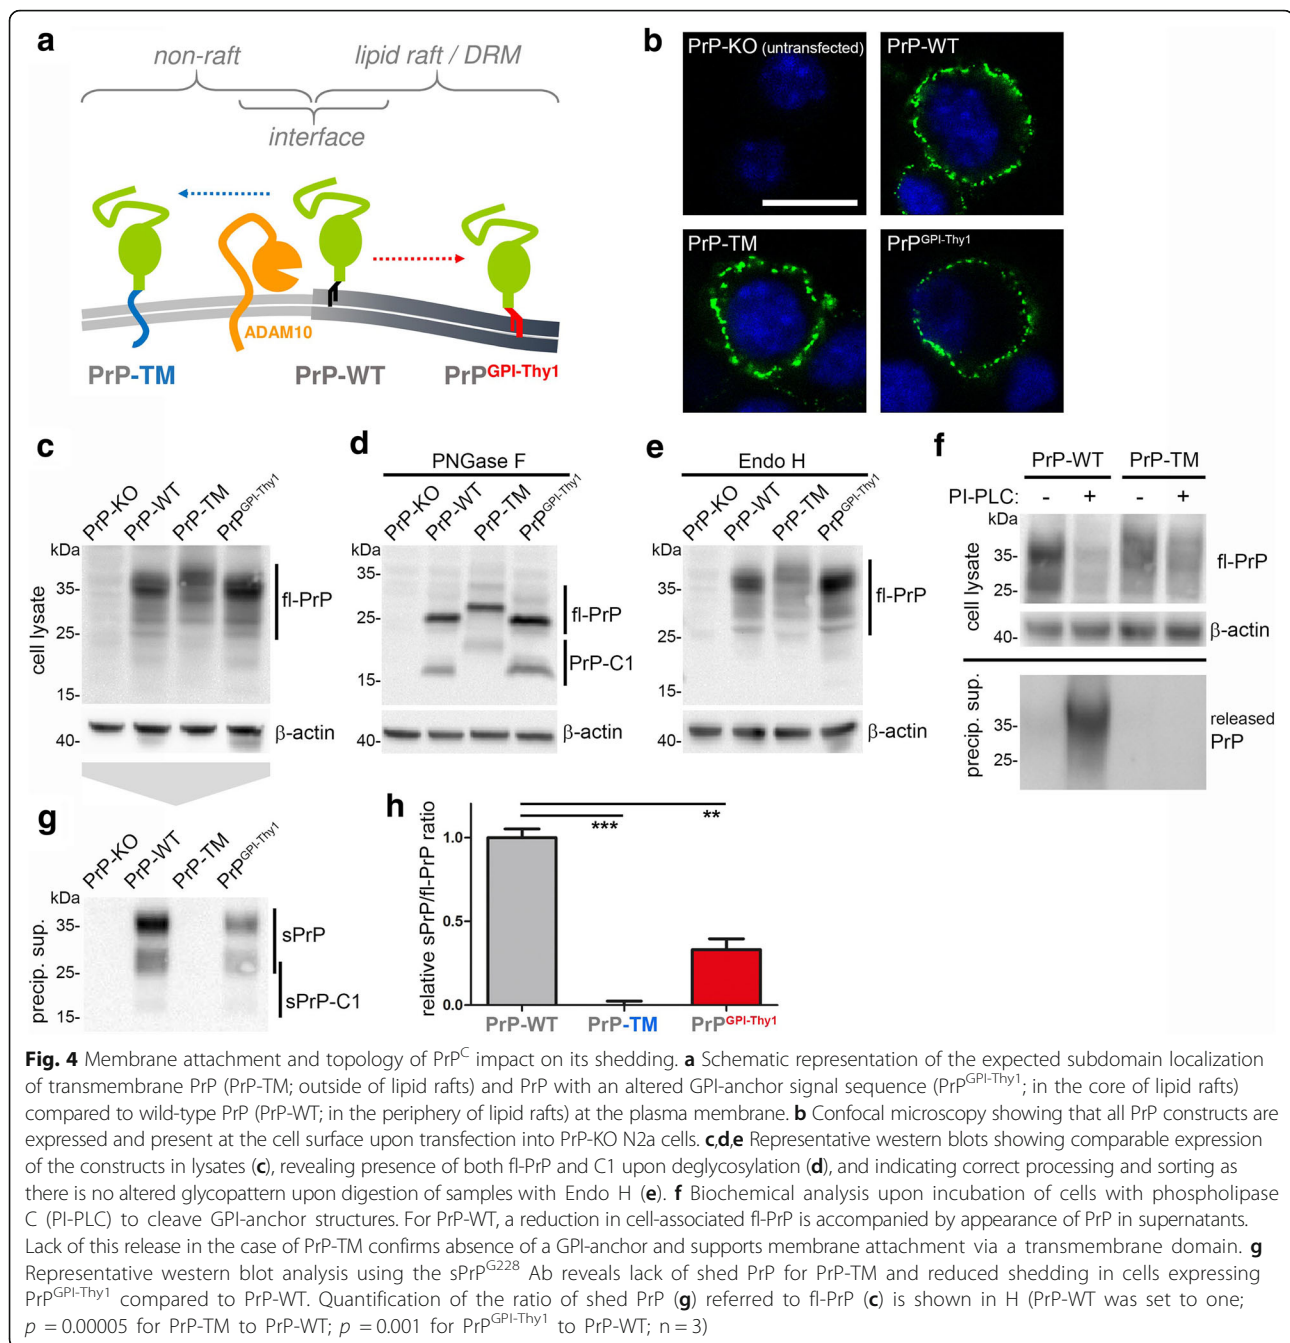 a
non-raft
lipid raft / DRM
interface
ADAM10
PrP-TM
PrP-WT
PrPGPI-Thy1
b
PrP-KO (untransfected)
PrP-WT
PrP-TM
PrPGPI-Thy1
c
PrP-KO
PrP-WT
PrP-TM
PrPGPI-Thy1
kDa
35-
25-
15-
40-
cell lysate
fl-PrP
β-actin
d
PNGase F
PrP-KO
PrP-WT
PrP-TM
PrPGPI-Thy1
kDa
35-
25-
15-
40-
fl-PrP
PrP-C1
β-actin
e
Endo H
PrP-KO
PrP-WT
PrP-TM
PrPGPI-Thy1
kDa
35-
25-
15-
40-
fl-PrP
β-actin
f
PrP-WT PrP-TM
PI-PLC: - + - +
kDa
35-
25-
40-
cell lysate
fl-PrP
β-actin
precip. sup.
35-
25-
released
PrP
g
PrP-KO
PrP-WT
PrP-TM
PrPGPI-Thy1
kDa
35-
25-
15-
precip. sup.
sPrP
sPrP-C1
h
relative sPrP/fl-PrP ratio
1.0
0.5
0.0
***
**
PrP-WT
PrP-TM
PrPGPI-Thy1
Fig. 4 Membrane attachment and topology of PrPC impact on its shedding. a Schematic representation of the expected subdomain localization
of transmembrane PrP (PrP-TM; outside of lipid rafts) and PrP with an altered GPI-anchor signal sequence (PrPGPI-Thy1; in the core of lipid rafts)
compared to wild-type PrP (PrP-WT; in the periphery of lipid rafts) at the plasma membrane. b Confocal microscopy showing that all PrP constructs are
expressed and present at the cell surface upon transfection into PrP-KO N2a cells. c,d,e Representative western blots showing comparable expression
of the constructs in lysates (c), revealing presence of both fl-PrP and C1 upon deglycosylation (d), and indicating correct processing and sorting as
there is no altered glycopattern upon digestion of samples with Endo H (e). f Biochemical analysis upon incubation of cells with phospholipase
C (PI-PLC) to cleave GPI-anchor structures. For PrP-WT, a reduction in cell-associated fl-PrP is accompanied by appearance of PrP in supernatants.
Lack of this release in the case of PrP-TM confirms absence of a GPI-anchor and supports membrane attachment via a transmembrane domain. g
Representative western blot analysis using the sPrPG228 Ab reveals lack of shed PrP for PrP-TM and reduced shedding in cells expressing
PrPGPI-Thy1 compared to PrP-WT. Quantification of the ratio of shed PrP (g) referred to fl-PrP (c) is shown in H (PrP-WT was set to one;
p = 0.00005 for PrP-TM to PrP-WT; p = 0.001 for PrPGPI-Thy1 to PrP-WT; n = 3)